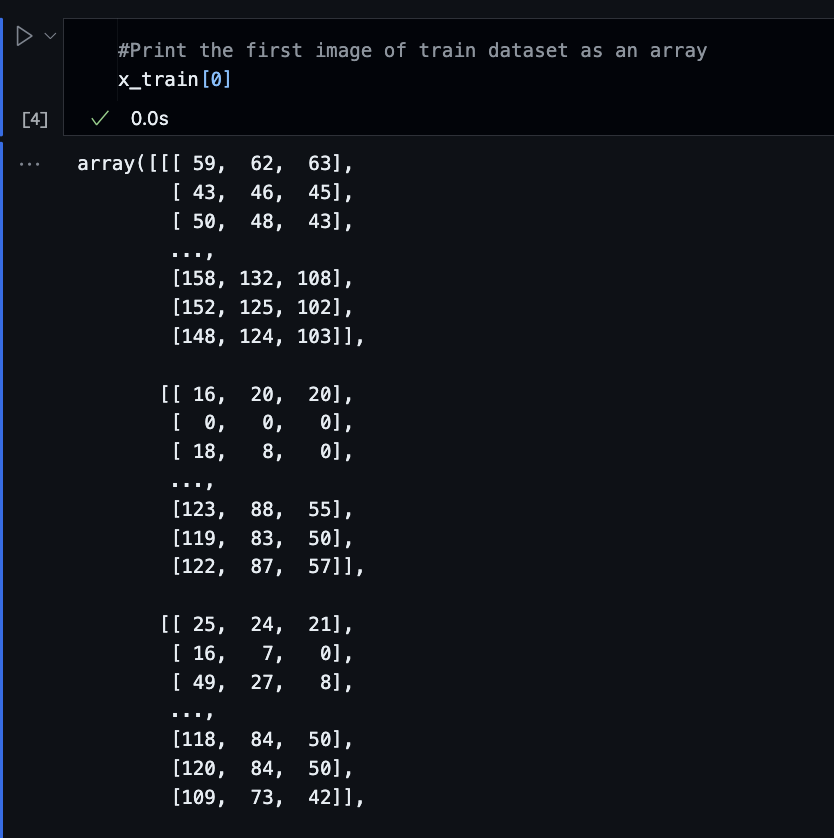 #Print the first image of train dataset as an array
x_train[0]
[4] 0.0s
... array([[[ 59,  62,  63],
        [ 43,  46,  45],
        [ 50,  48,  43],
        ...,
        [158, 132, 108],
        [152, 125, 102],
        [148, 124, 103]],
       [[ 16,  20,  20],
        [  0,   0,   0],
        [ 18,   8,   0],
        ...,
        [123,  88,  55],
        [119,  83,  50],
        [122,  87,  57]],
       [[ 25,  24,  21],
        [ 16,   7,   0],
        [ 49,  27,   8],
        ...,
        [118,  84,  50],
        [120,  84,  50],
        [109,  73,  42]],